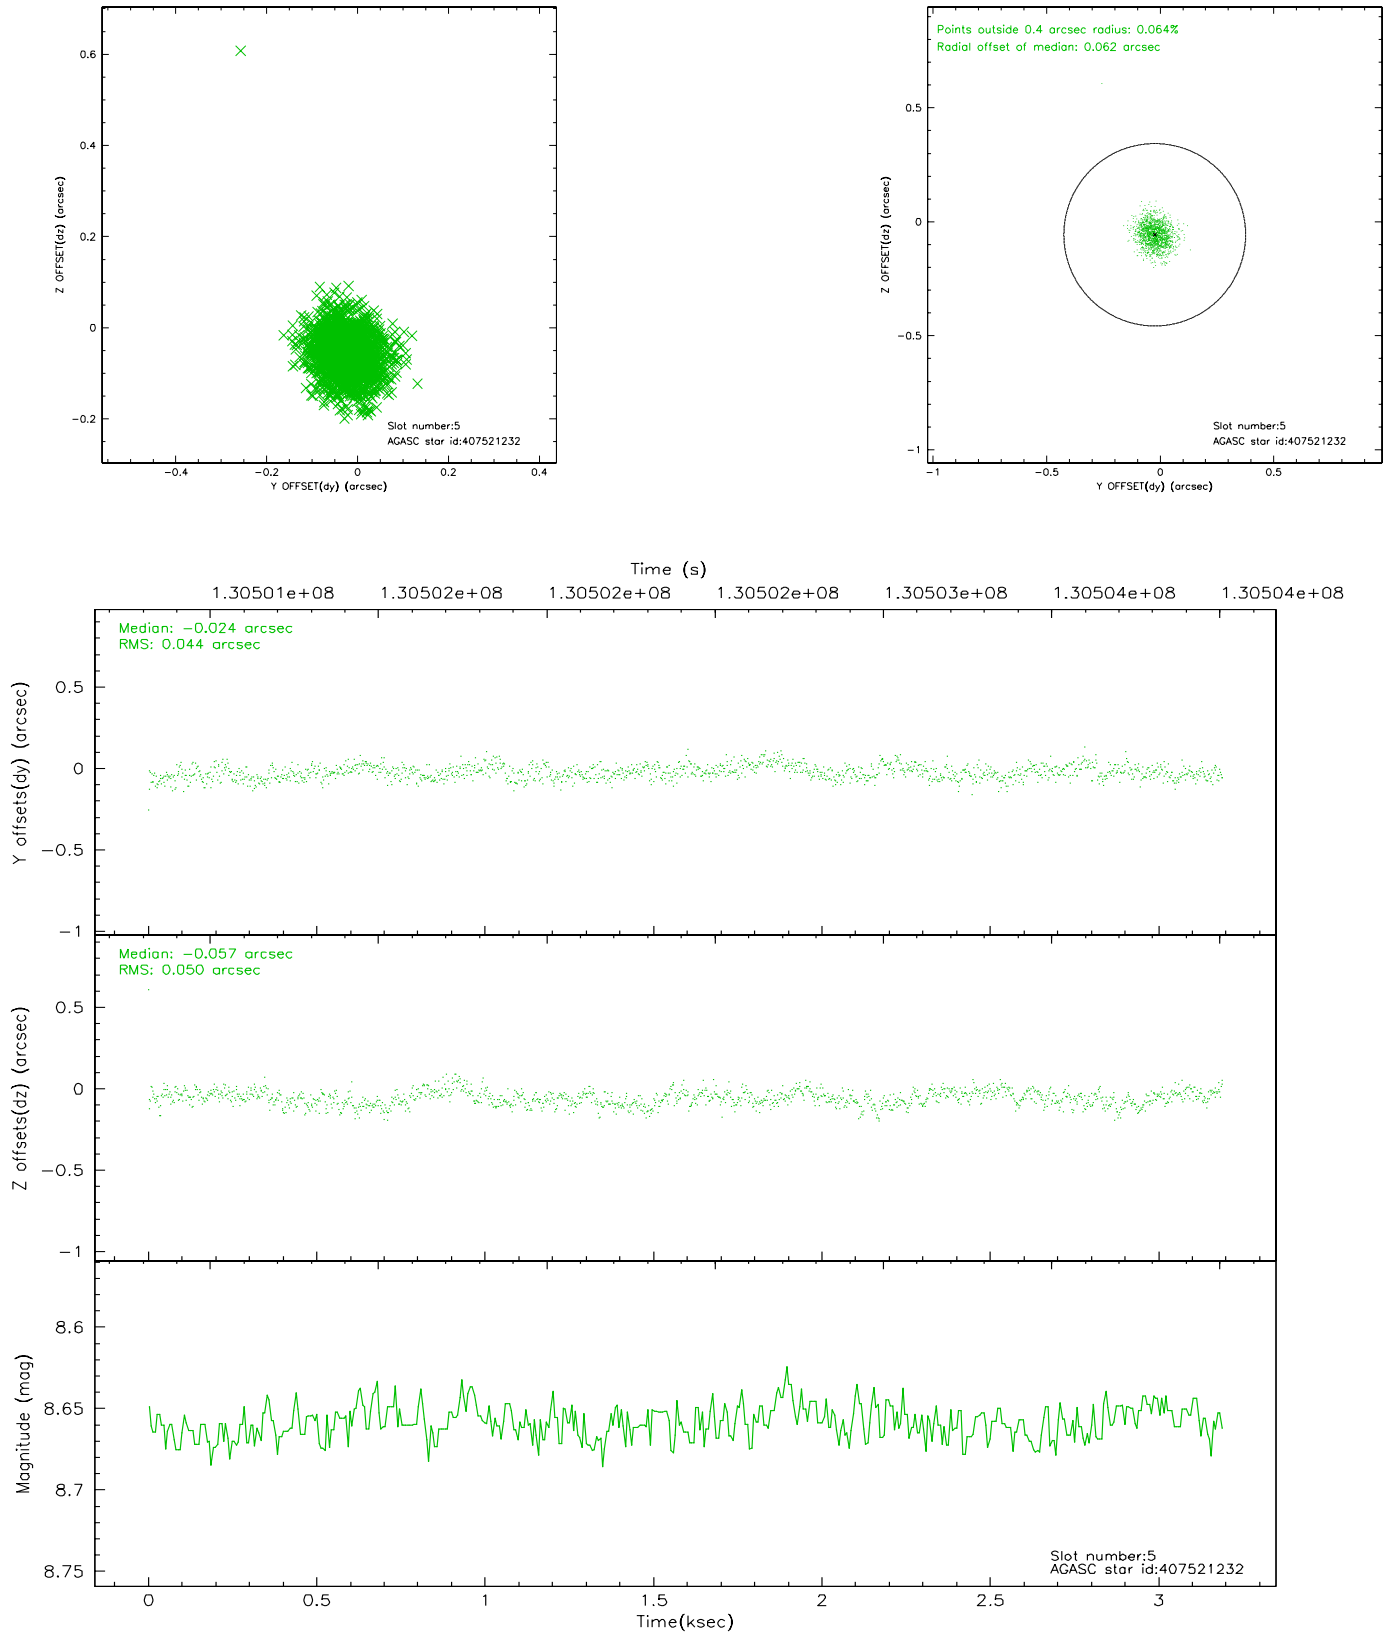 0.6
0.4
0.2
0
−0.2
Z OFFSET(dz) (arcsec)
Slot number:5
AGASC star id:407521232
−0.4 −0.2 0 0.2 0.4
Y OFFSET(dy) (arcsec)
Points outside 0.4 arcsec radius: 0.064%
Radial offset of median: 0.062 arcsec
0.5
0
−0.5
−1
Z OFFSET(dz) (arcsec)
Slot number:5
AGASC star id:407521232
−1 −0.5 0 0.5
Y OFFSET(dy) (arcsec)
Time (s)
1.30501e+08 1.30502e+08 1.30502e+08 1.30502e+08 1.30503e+08 1.30504e+08 1.30504e+08
Median: −0.024 arcsec
RMS: 0.044 arcsec
0.5
0
−0.5
−1
Y offsets(dy) (arcsec)
Median: −0.057 arcsec
RMS: 0.050 arcsec
0.5
0
−0.5
−1
Z offsets(dz) (arcsec)
8.6
8.65
8.7
8.75
Magnitude (mag)
Slot number:5
AGASC star id:407521232
0 0.5 1 1.5 2 2.5 3
Time(ksec)